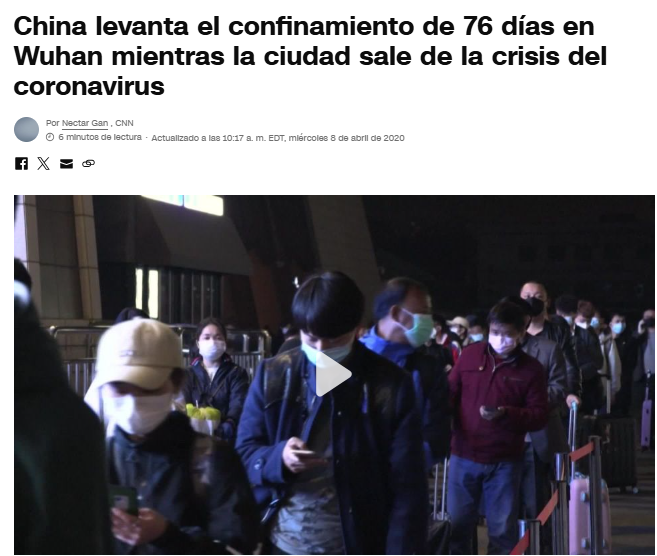 China levanta el confinamiento de 76 días en
Wuhan mientras la ciudad sale de la crisis del
coronavirus
Por Nectar Gan , CNN
6 minutos de lectura · Actualizado a las 10:17 a. m. EDT, miércoles 8 de abril de 2020